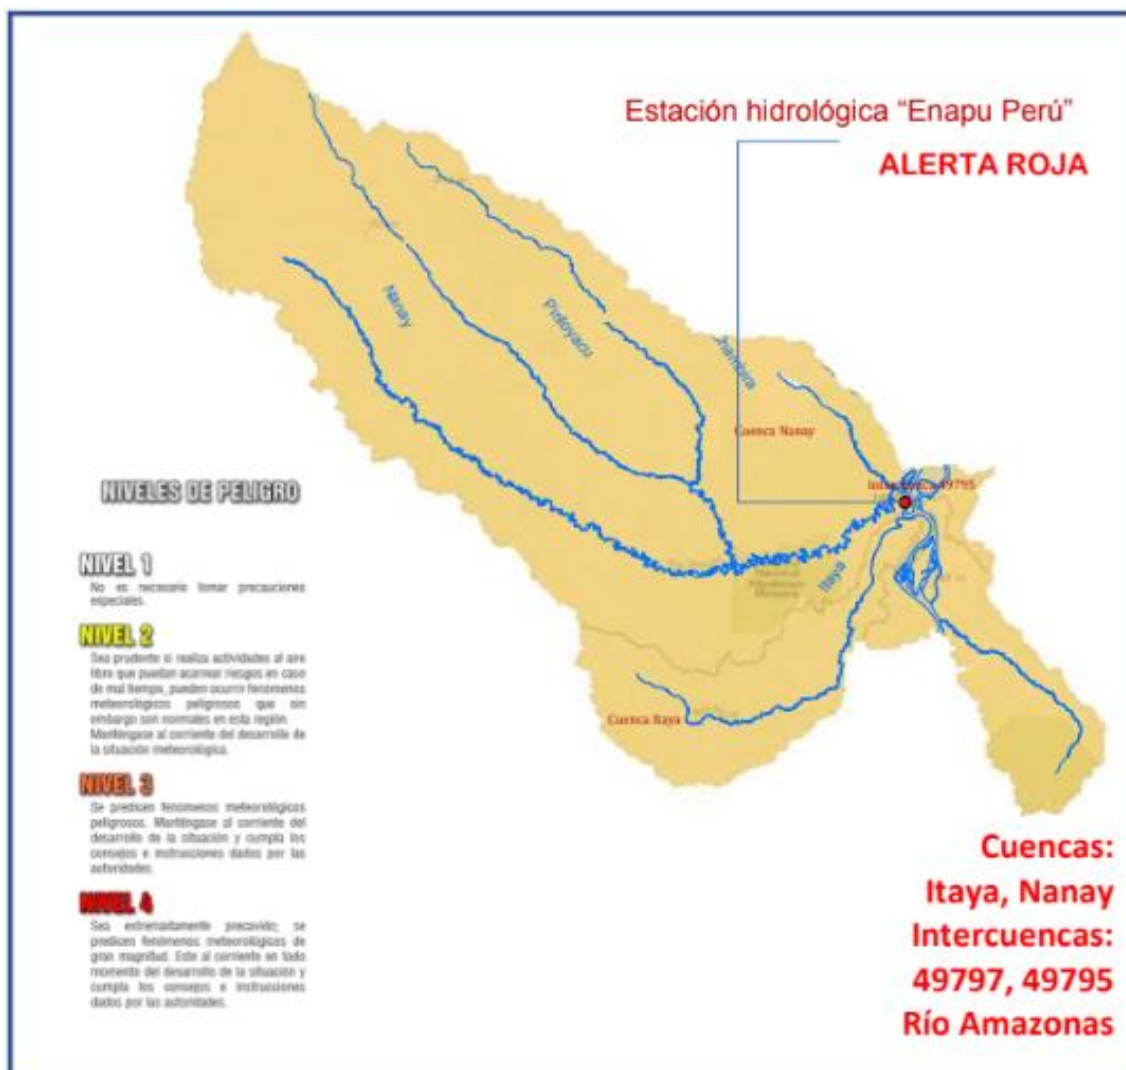 Estación hidrológica “Enapu Perú”
ALERTA ROJA
Nanay
Pintoyacu
Cuenca Nanay
49795
Itaya
Cuenca Itaya
NIVELES DE PELIGRO
NIVEL 1
No es necesario tomar precauciones
especiales.
NIVEL 2
Sea prudente si realiza actividades al aire
libre que puedan acarrear riesgos en caso
de mal tiempo, pueden ocurrir fenómenos
meteorológicos peligrosos que sin
embargo son normales en esta región.
Manténgase al corriente del desarrollo de
la situación meteorológica.
NIVEL 3
Se predicen fenómenos meteorológicos
peligrosos. Manténgase al corriente del
desarrollo de la situación y cumpla los
consejos e instrucciones dados por las
autoridades.
NIVEL 4
Sea extremadamente precavido; se
predicen fenómenos meteorológicos de
gran magnitud. Este al corriente en todo
momento del desarrollo de la situación y
cumpla los consejos e instrucciones
dados por las autoridades.
Cuencas:
Itaya, Nanay
Intercuencas:
49797, 49795
Río Amazonas